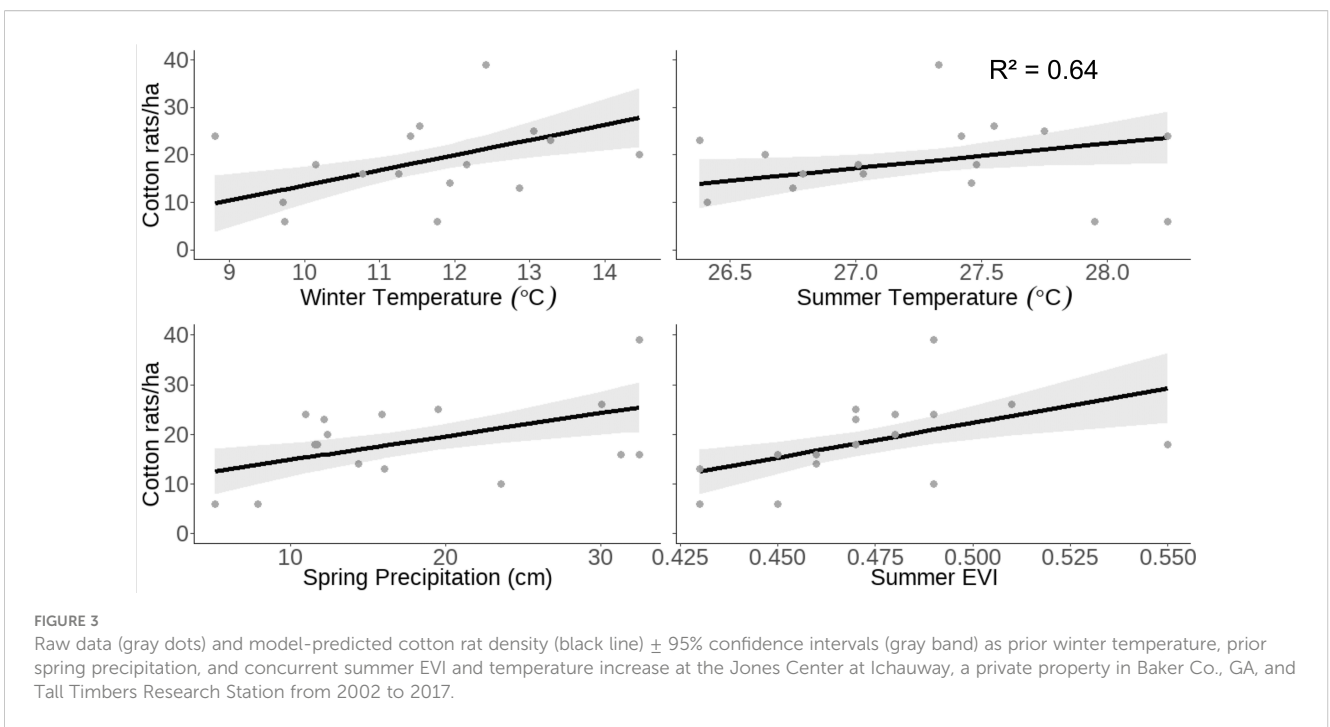 40
30
20
10
0
Cotton rats/ha
9 10 11 12 13 14
Winter Temperature (°C)
R² = 0.64
26.5 27.0 27.5 28.0
Summer Temperature (°C)
40
30
20
10
0
Cotton rats/ha
10 20 30
Spring Precipitation (cm)
0.425 0.450 0.475 0.500 0.525 0.550
Summer EVI
FIGURE 3
Raw data (gray dots) and model-predicted cotton rat density (black line) ± 95% confidence intervals (gray band) as prior winter temperature, prior
spring precipitation, and concurrent summer EVI and temperature increase at the Jones Center at Ichauway, a private property in Baker Co., GA, and
Tall Timbers Research Station from 2002 to 2017.